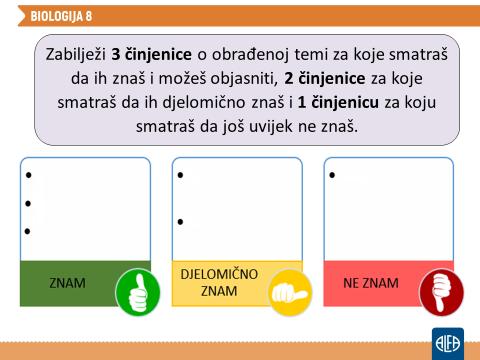 BIOLOGIJA 8
Zabilježi 3 činjenice o obrađenoj temi za koje smatraš
da ih znaš i možeš objasniti, 2 činjenice za koje
smatraš da ih djelomično znaš i 1 činjenicu za koju
smatraš da još uvijek ne znaš.
ZNAM
DJELOMIČNO
ZNAM
NE ZNAM
ALFA